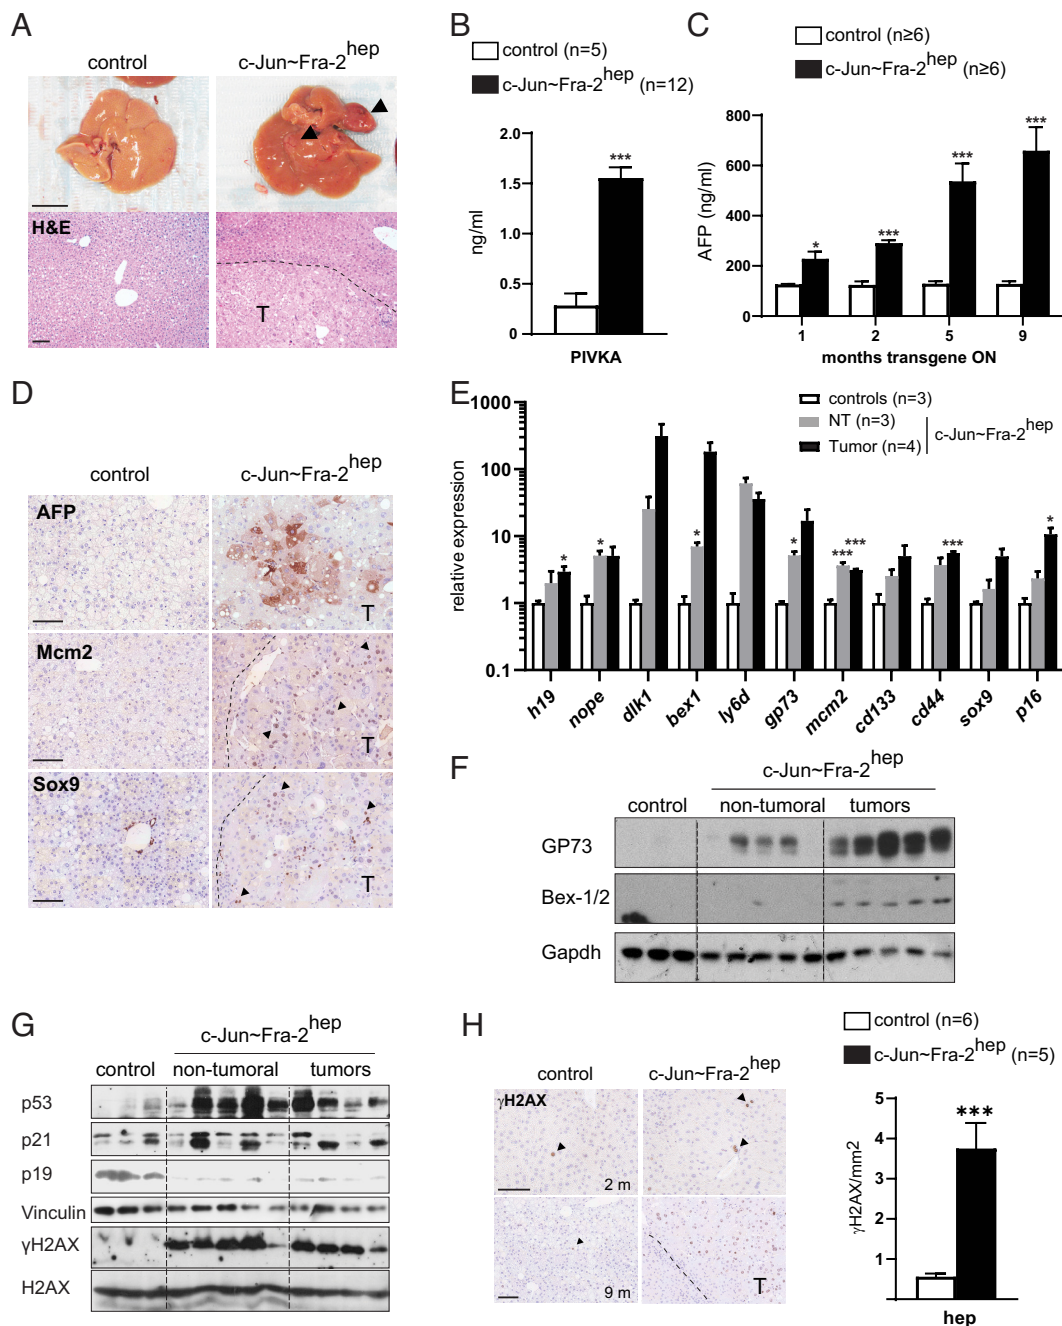 A
control
c-Jun~Fra-2hep
H&E
T
B
control (n=5)
c-Jun~Fra-2hep (n=12)
2.0
1.5
1.0
0.5
0
ng/ml
***
PIVKA
C
control (n≥6)
c-Jun~Fra-2hep (n≥6)
800
600
400
200
0
AFP (ng/ml)
*
***
***
***
1
2
5
9
months transgene ON
D
control
c-Jun~Fra-2hep
AFP
T
Mcm2
T
Sox9
T
E
controls (n=3)
NT (n=3)
Tumor (n=4)
c-Jun~Fra-2hep
1000
100
10
1
0.1
relative expression
*
*
*
*
***
***
***
*
h19
nope
dlk1
bex1
ly6d
gp73
mcm2
cd133
cd44
sox9
p16
F
c-Jun~Fra-2hep
control
non-tumoral
tumors
GP73
Bex-1/2
Gapdh
G
c-Jun~Fra-2hep
control
non-tumoral
tumors
p53
p21
p19
Vinculin
γH2AX
H2AX
H
control
c-Jun~Fra-2hep
γH2AX
2 m
9 m
T
control (n=6)
c-Jun~Fra-2hep (n=5)
5
4
3
2
1
γH2AX/mm2
***
hep